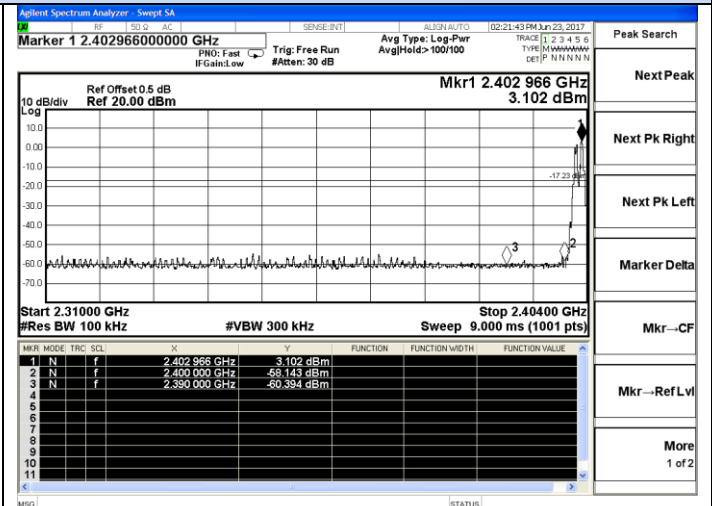 Agilent Spectrum Analyzer - Swept SA
RF 50 Ω AC SENSE:INT ALIGN AUTO 02:21:43 PM Jun 23, 2017
Marker 1 2.402966000000 GHz
PNO: Fast
IFGain:Low
Trig: Free Run
#Atten: 30 dB
Avg Type: Log-Pwr
Avg|Hold:>100/100
TRACE 1 2 3 4 5 6
TYPE M WWWWW
DET P N N N N N
Ref Offset 0.5 dB
10 dB/div Ref 20.00 dBm
Log
Mkr1 2.402 966 GHz
3.102 dBm
10.0
0.00
-10.0
-20.0
-30.0
-40.0
-50.0
-60.0
-70.0
1
-17.23 dBm
3
2
Start 2.31000 GHz Stop 2.40400 GHz
#Res BW 100 kHz #VBW 300 kHz Sweep 9.000 ms (1001 pts)
MKR MODE TRC SCL X Y FUNCTION FUNCTION WIDTH FUNCTION VALUE
1 N f 2.402 966 GHz 3.102 dBm
2 N f 2.400 000 GHz -58.143 dBm
3 N f 2.390 000 GHz -60.394 dBm
4
5
6
7
8
9
10
11
MSG STATUS
Peak Search
Next Peak
Next Pk Right
Next Pk Left
Marker Delta
Mkr→CF
Mkr→Ref Lvl
More
1 of 2